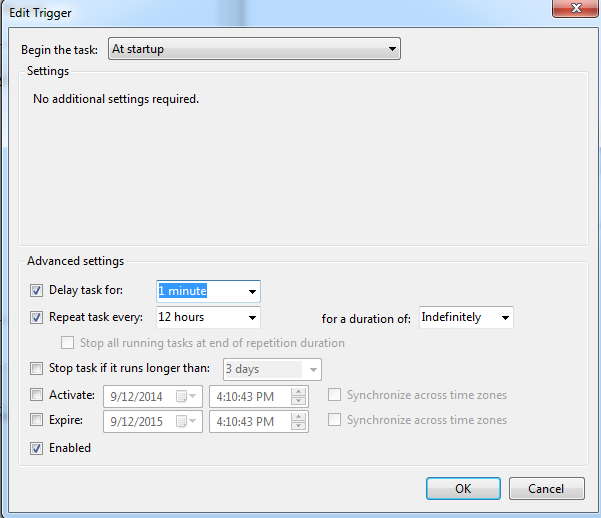 Edit Trigger
Begin the task: At startup
Settings
No additional settings required.
Advanced settings
Delay task for: 1 minute
Repeat task every: 12 hours for a duration of: Indefinitely
Stop all running tasks at end of repetition duration
Stop task if it runs longer than: 3 days
Activate: 9/12/2014 4:10:43 PM Synchronize across time zones
Expire: 9/12/2015 4:10:43 PM Synchronize across time zones
Enabled
OK Cancel